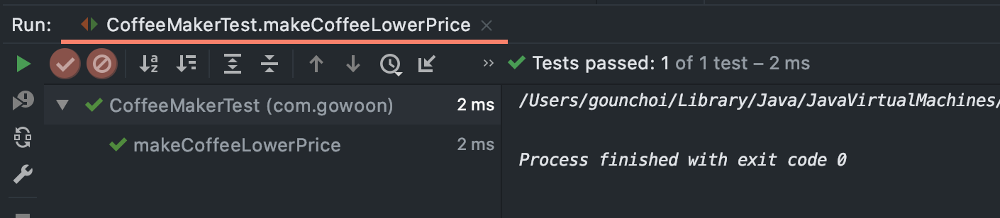 Run: CoffeeMakerTest.makeCoffeeLowerPrice
Tests passed: 1 of 1 test – 2 ms
CoffeeMakerTest (com.gowoon) 2 ms
makeCoffeeLowerPrice 2 ms
/Users/gounchoi/Library/Java/JavaVirtualMachines/
Process finished with exit code 0